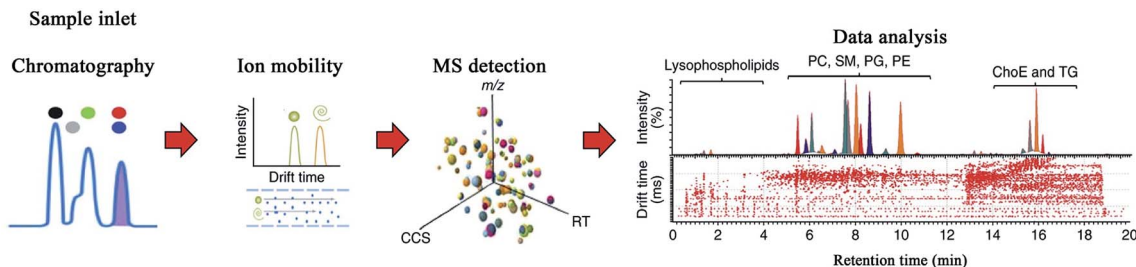 Sample inlet
Chromatography
Ion mobility
Intensity
Drift time
MS detection
m/z
CCS
RT
Data analysis
Lysophospholipids
PC, SM, PG, PE
ChoE and TG
Intensity
(%)
Drift time
(ms)
0 2 4 6 8 10 12 14 16 18 20
Retention time (min)